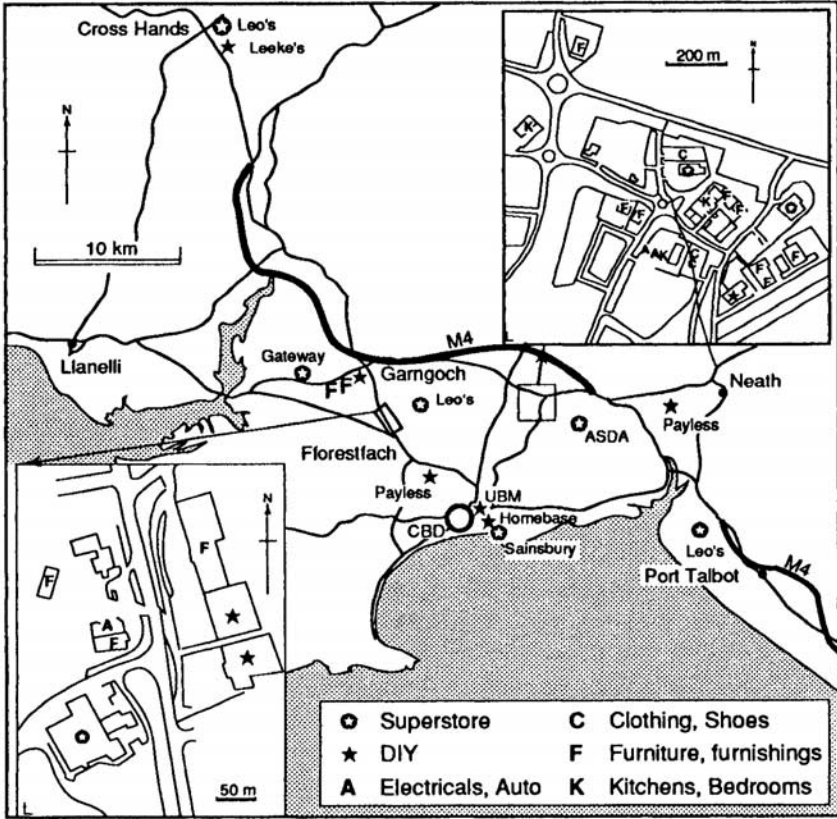 Cross Hands
Leo's
Leeke's
N
10 km
Llanelli
Gateway
F F
Garngoch
Leo's
Fforestfach
M4
Neath
Payless
ASDA
Payless
UBM
CBD
Homebase
Sainsbury
Leo's
Port Talbot
M4
200 m
N
F
K
C
K
F
F
A AK
C
F
F
F
L
N
F
F
A
F
50 m
L
Superstore
DIY
A Electricals, Auto
C Clothing, Shoes
F Furniture, furnishings
K Kitchens, Bedrooms